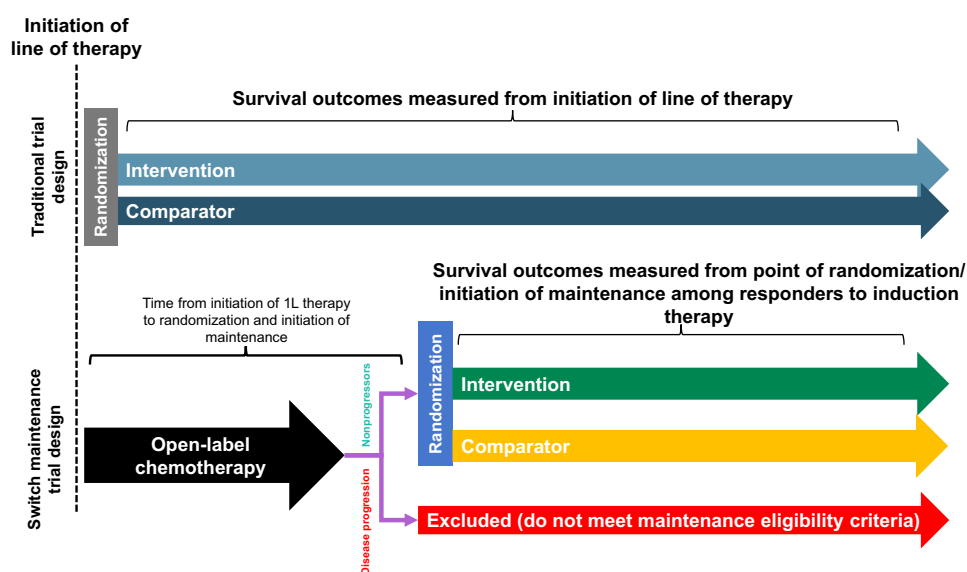 Initiation of
line of therapy
Traditional trial
design
Randomization
Survival outcomes measured from initiation of line of therapy
Intervention
Comparator
Switch maintenance
trial design
Time from initiation of 1L therapy
to randomization and initiation of
maintenance
Open-label
chemotherapy
Nonprogressors
Disease progression
Survival outcomes measured from point of randomization/
initiation of maintenance among responders to induction
therapy
Randomization
Intervention
Comparator
Excluded (do not meet maintenance eligibility criteria)